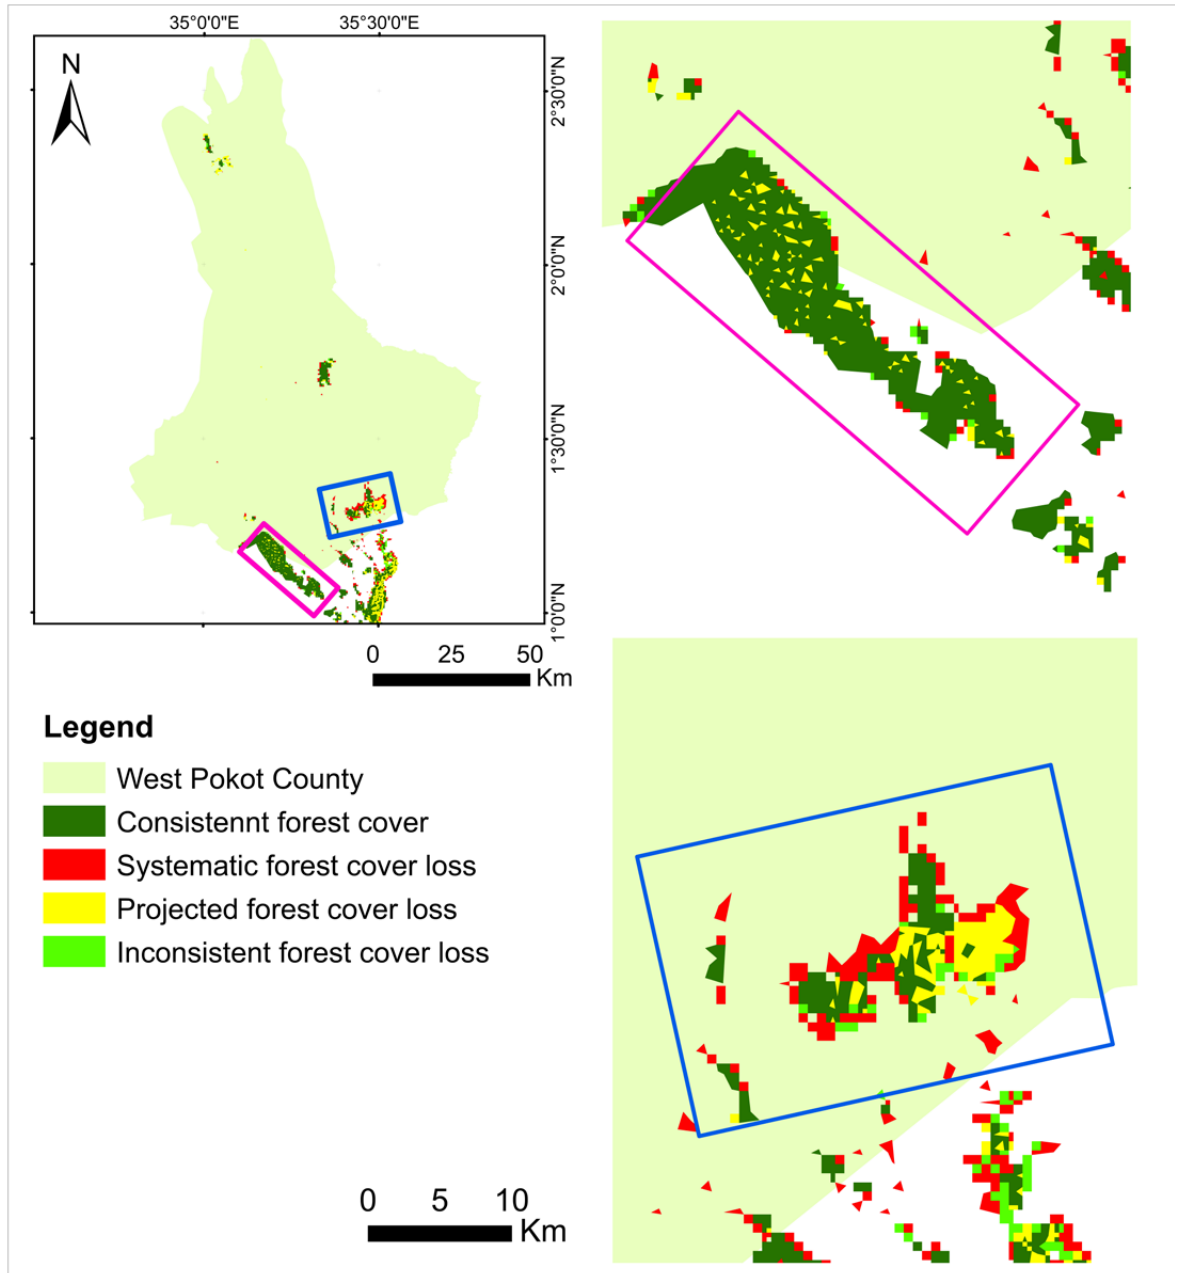 35°0'0"E 35°30'0"E
N
2°30'0"N
2°0'0"N
1°30'0"N
1°0'0"N
0 25 50
Km
Legend
West Pokot County
Consistennt forest cover
Systematic forest cover loss
Projected forest cover loss
Inconsistent forest cover loss
0 5 10
Km